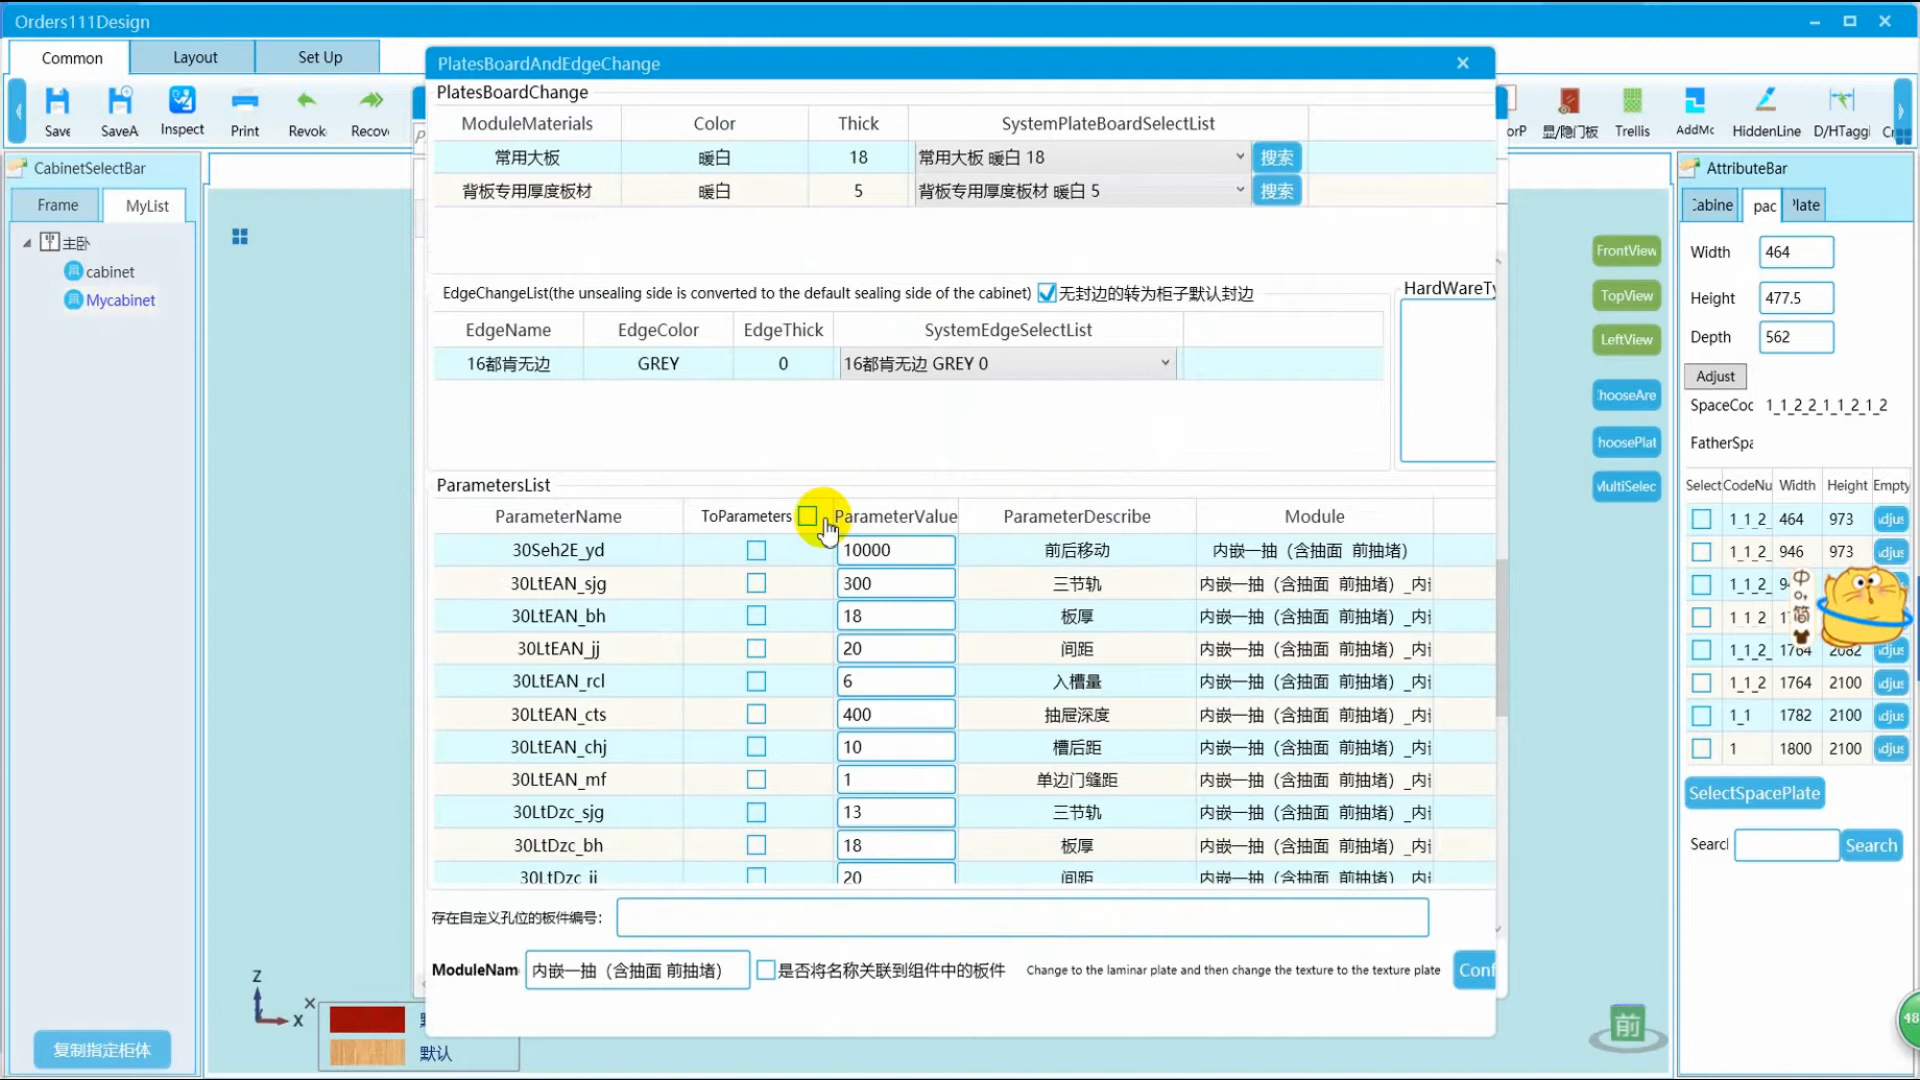 Orders111Design
Common
Layout
Set Up
Save
SaveA
Inspect
Print
Revok
Recov
显/隐门板
Trellis
AddMo
HiddenLine
D/HTaggi
CabinetSelectBar
Frame
MyList
主卧
cabinet
Mycabinet
复制指定柜体
PlatesBoardAndEdgeChange
PlatesBoardChange
ModuleMaterials Color Thick SystemPlateBoardSelectList
常用大板 暖白 18 常用大板 暖白 18 搜索
背板专用厚度板材 暖白 5 背板专用厚度板材 暖白 5 搜索
EdgeChangeList(the unsealing side is converted to the default sealing side of the cabinet) 无封边的转为柜子默认封边
HardWareTy
EdgeName EdgeColor EdgeThick SystemEdgeSelectList
16都肯无边 GREY 0 16都肯无边 GREY 0
ParametersList
ParameterName ToParameters ParameterValue ParameterDescribe Module
30Seh2E_yd 10000 前后移动 内嵌一抽（含抽面 前抽堵）
30LtEAN_sjg 300 三节轨 内嵌一抽（含抽面 前抽堵）_内
30LtEAN_bh 18 板厚 内嵌一抽（含抽面 前抽堵）_内
30LtEAN_jj 20 间距 内嵌一抽（含抽面 前抽堵）_内
30LtEAN_rcl 6 入槽量 内嵌一抽（含抽面 前抽堵）_内
30LtEAN_cts 400 抽屉深度 内嵌一抽（含抽面 前抽堵）_内
30LtEAN_chj 10 槽后距 内嵌一抽（含抽面 前抽堵）_内
30LtEAN_mf 1 单边门缝距 内嵌一抽（含抽面 前抽堵）_内
30LtDzc_sjg 13 三节轨 内嵌一抽（含抽面 前抽堵）_内
30LtDzc_bh 18 板厚 内嵌一抽（含抽面 前抽堵）_内
30LtDzc_jj 20 间距 内嵌一抽（含抽面 前抽堵）_内
存在自定义孔位的板件编号:
ModuleNam 内嵌一抽（含抽面 前抽堵） 是否将名称关联到组件中的板件 Change to the laminar plate and then change the texture to the texture plate Conf
Z
X
X
默认
FrontView
TopView
LeftView
hooseAre
hoosePlat
MultiSelec
前
AttributeBar
Cabine
pac
Plate
Width 464
Height 477.5
Depth 562
Adjust
SpaceCoc 1_1_2_2_1_1_2_1_2
FatherSpa
Select CodeNu Width Height Empty
1_1_2_ 464 973 djus
1_1_2_ 946 973 djus
1_1_2_ djus
1_1_2 djus
1_1_2_ 1764 2082 djus
1_1_2 1764 2100 djus
1_1 1782 2100 djus
1 1800 2100 djus
中
简
SelectSpacePlate
Searcl
Search
48